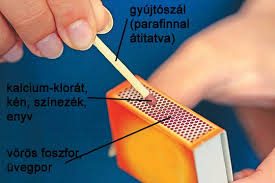 gyújtószál
(parafinnal
átitatva)
kalcium-klorát,
kén, színezék,
enyv
vörös foszfor,
üvegpor